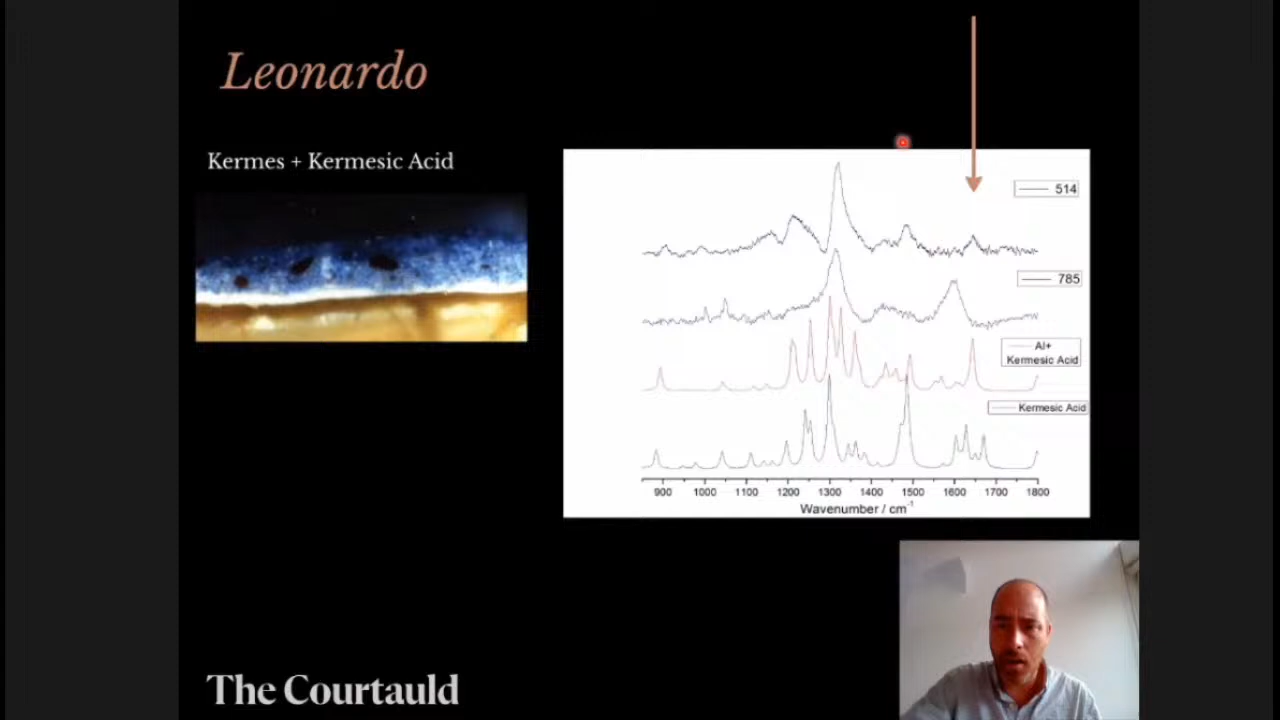 Leonardo
Kermes + Kermesic Acid
514
785
Al+
Kermesic Acid
Kermesic Acid
900 1000 1100 1200 1300 1400 1500 1600 1700 1800
Wavenumber / cm⁻¹
The Courtauld